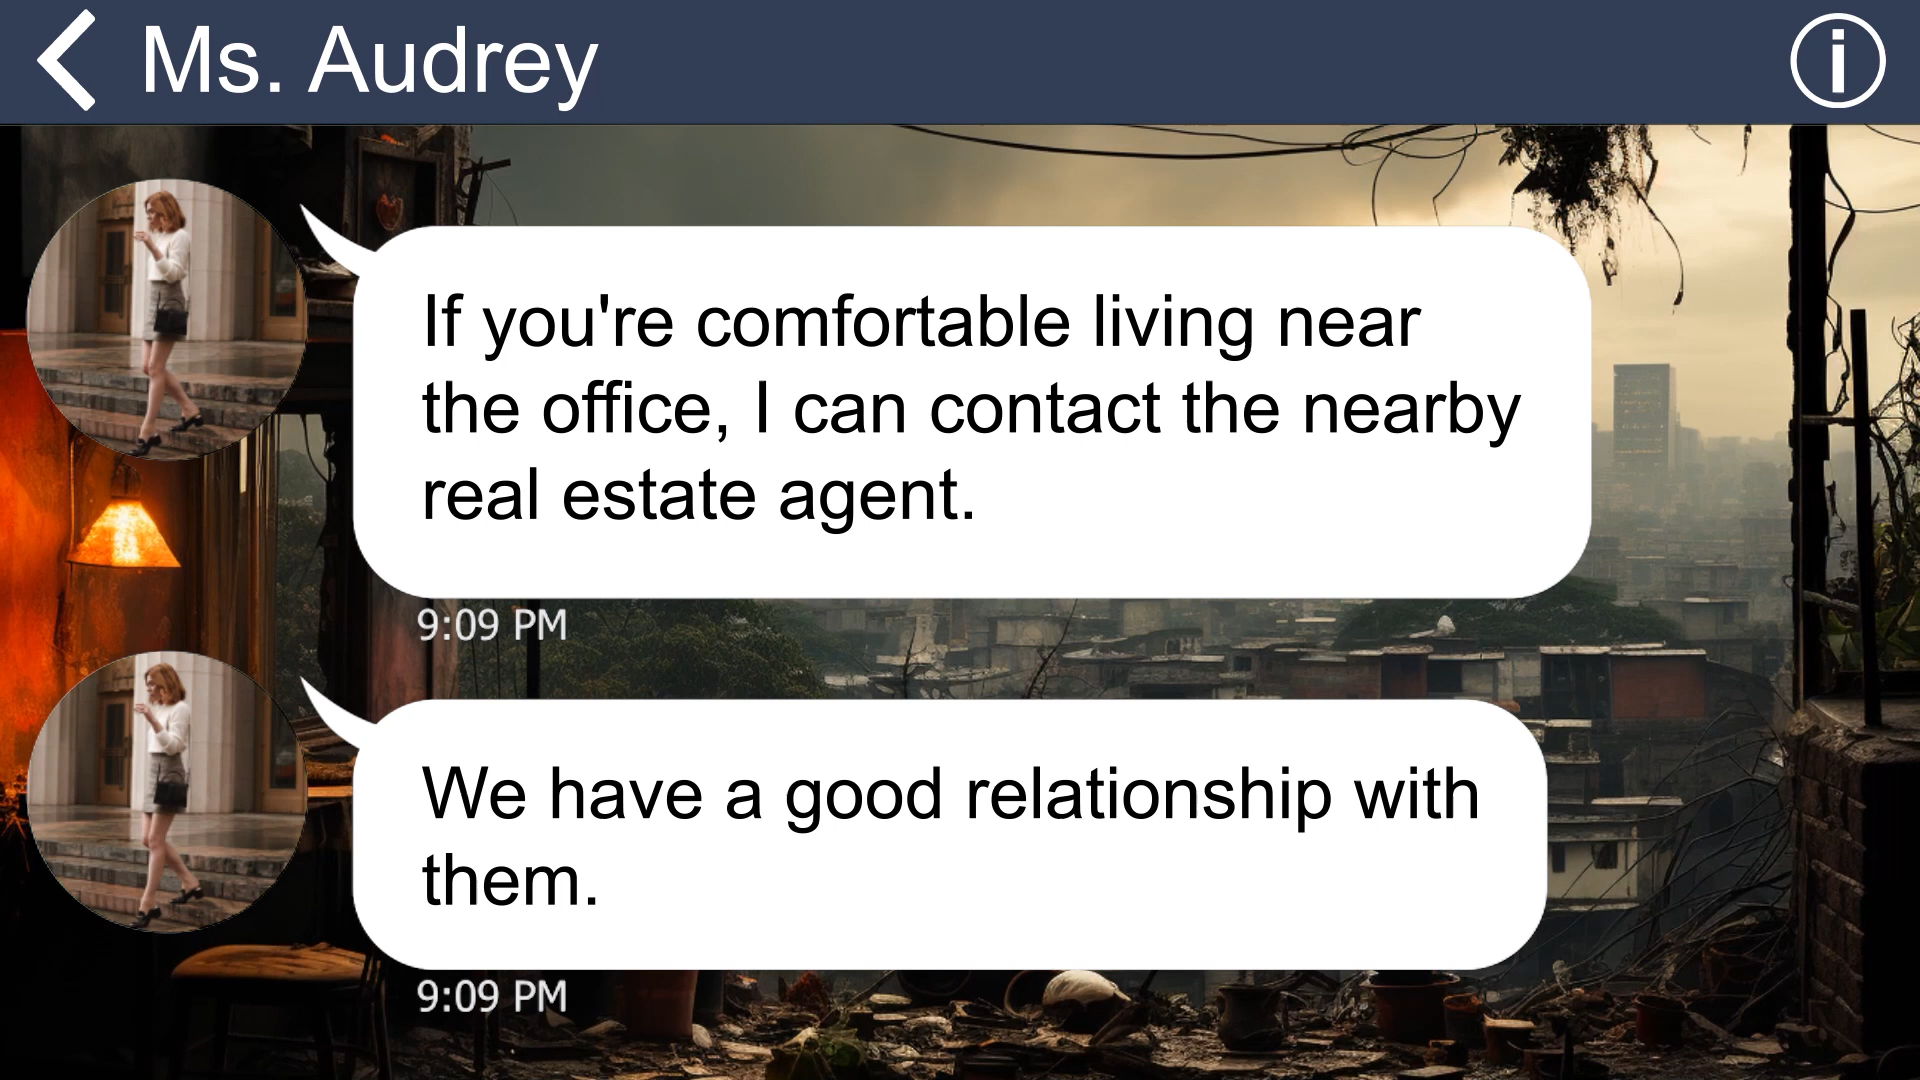 Ms. Audrey
If you're comfortable living near
the office, I can contact the nearby
real estate agent.
9:09 PM
We have a good relationship with
them.
9:09 PM